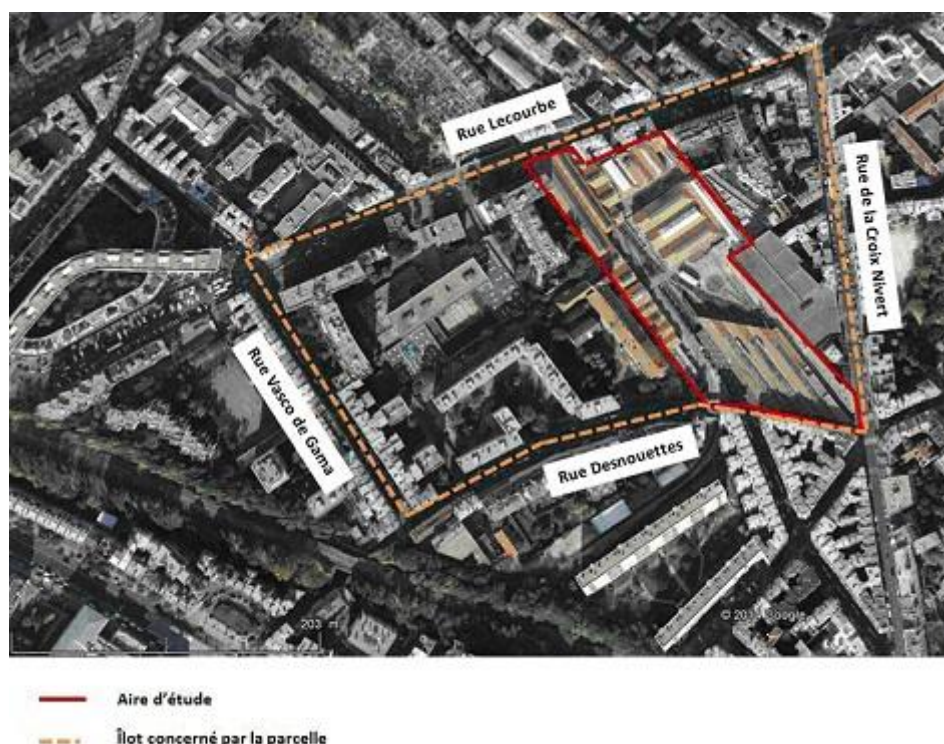 Rue Lecourbe
Rue de la Croix Nivert
Rue Vasco de Gama
Rue Desnouettes
203 m
Google
Aire d'étude
Îlot concerné par la parcelle